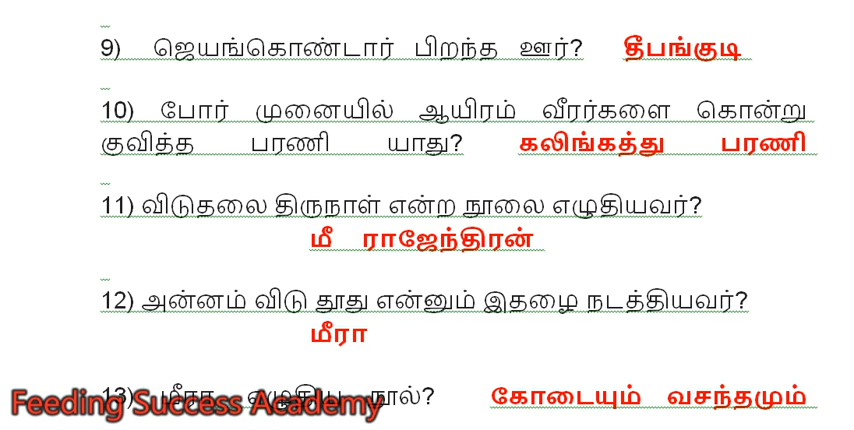 9) ஜெயங்கொண்டார் பிறந்த ஊர்? தீபங்குடி
10) போர் முனையில் ஆயிரம் வீரர்களை கொன்று
குவித்த பரணி யாது? கலிங்கத்து பரணி
11) விடுதலை திருநாள் என்ற நூலை எழுதியவர்?
மீ ராஜேந்திரன்
12) அன்னம் விடு தூது என்னும் இதழை நடத்தியவர்?
மீரா
13) மீரா எழுதிய நூல்? கோடையும் வசந்தமும்
Feeding Success Academy